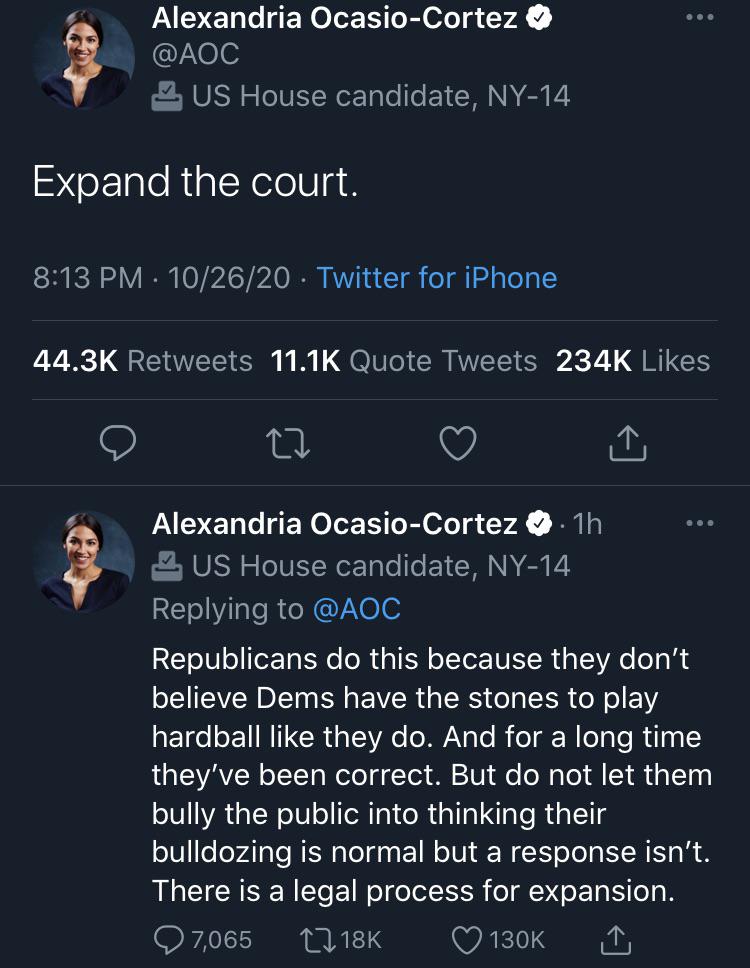 Alexandria Ocasio-Cortez
@AOC
US House candidate, NY-14
Expand the court.
8:13 PM · 10/26/20 · Twitter for iPhone
44.3K Retweets 11.1K Quote Tweets 234K Likes
Alexandria Ocasio-Cortez · 1h
US House candidate, NY-14
Replying to @AOC
Republicans do this because they don’t
believe Dems have the stones to play
hardball like they do. And for a long time
they’ve been correct. But do not let them
bully the public into thinking their
bulldozing is normal but a response isn’t.
There is a legal process for expansion.
7,065 18K 130K